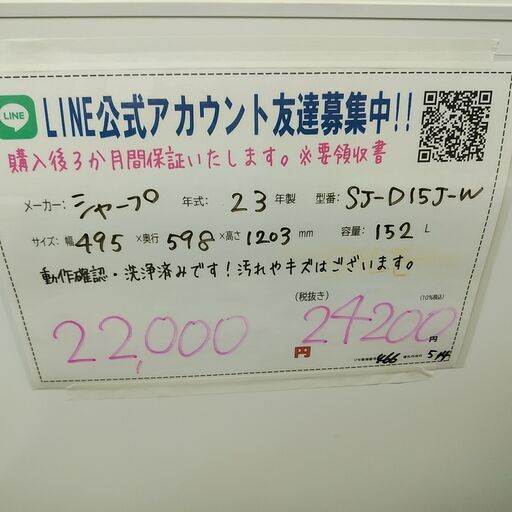 LINE
LINE公式アカウント友達募集中!!
購入後3か月間保証いたします。※要領収書
メーカー: シャープ 年式: 23 年製 型番: SJ-D15J-W
サイズ: 幅 495 ×奥行 598 ×高さ 1203 mm 容量: 152 L
動作確認・洗浄済みです!汚れやキズはございます。
(税抜き) (10%税込)
22,000 円 24200 円
466